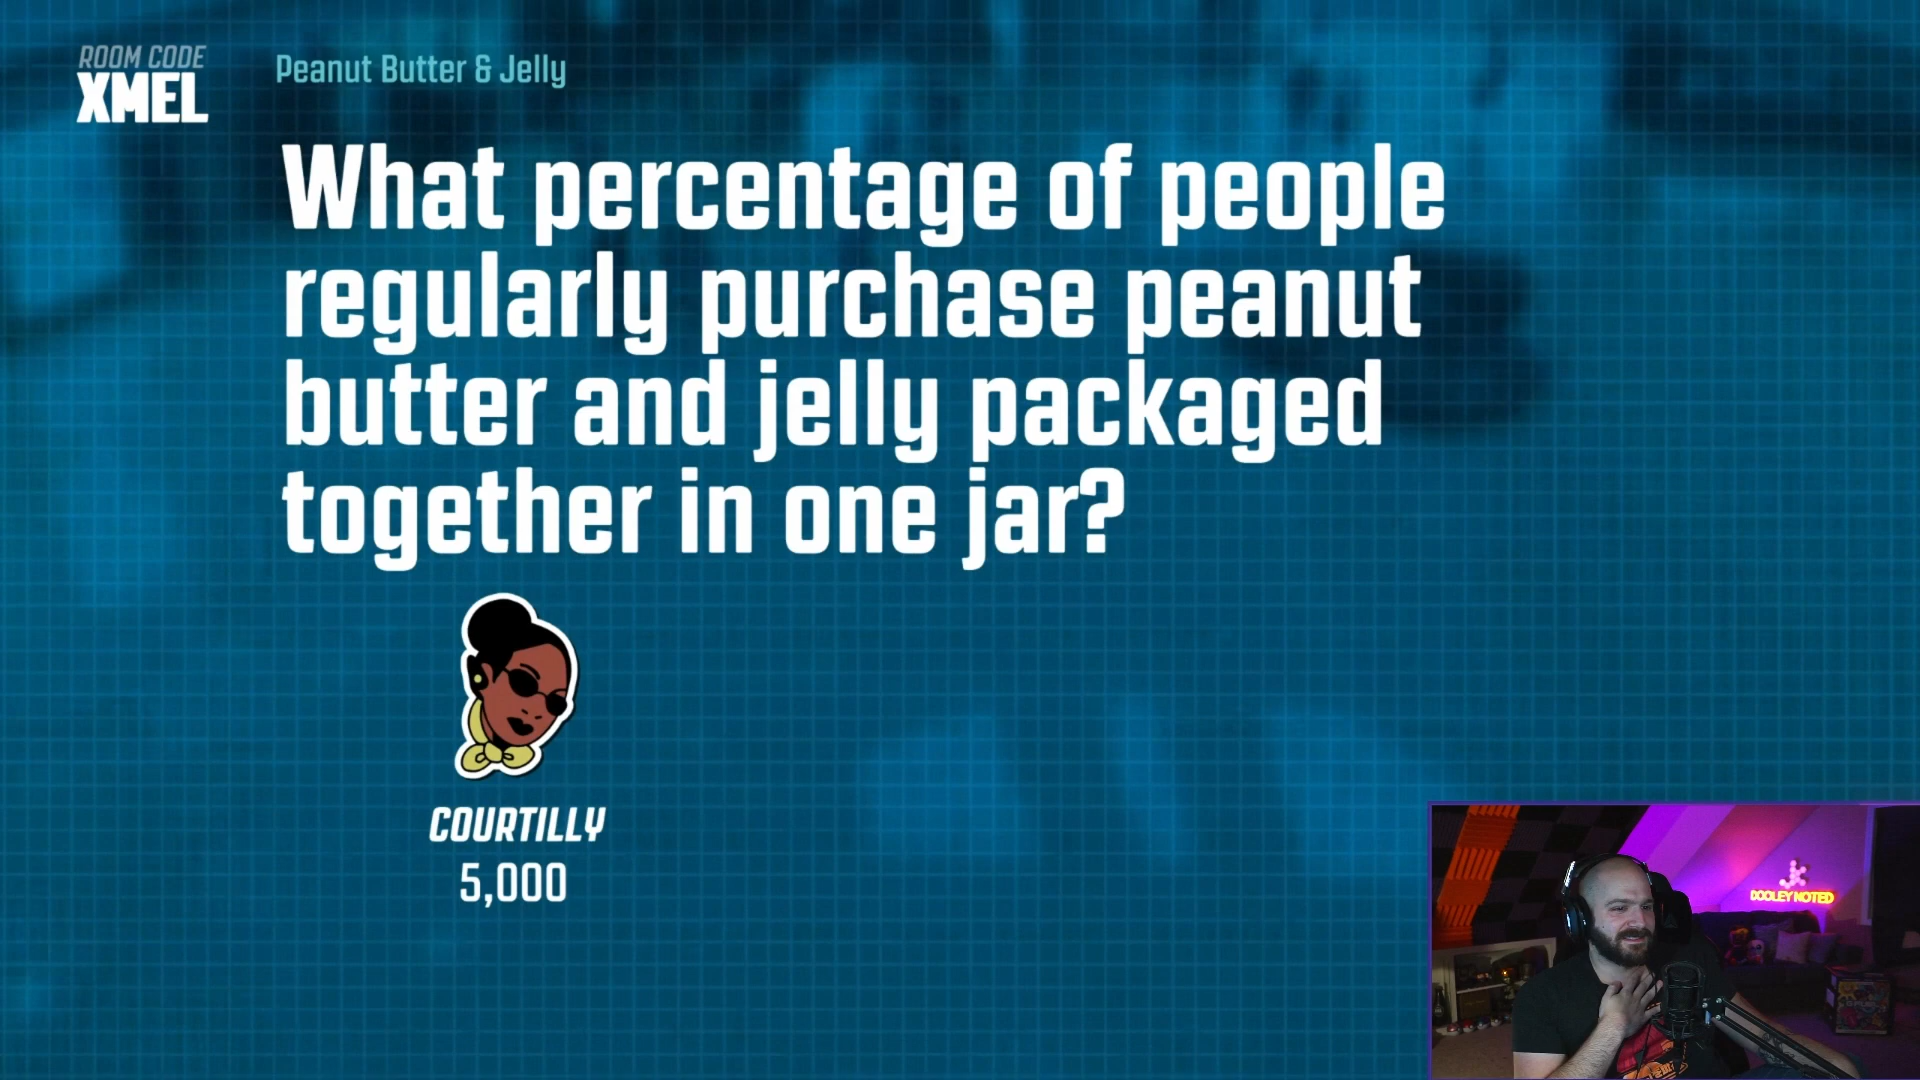 ROOM CODE
XMEL
Peanut Butter & Jelly
What percentage of people
regularly purchase peanut
butter and jelly packaged
together in one jar?
COURTILLY
5,000
DOOLEY NOTED